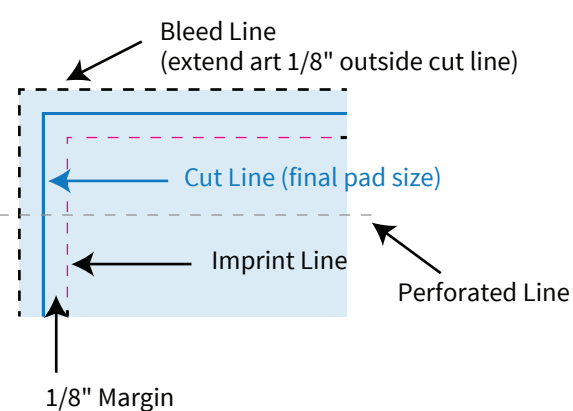 Bleed Line
(extend art 1/8" outside cut line)
Cut Line (final pad size)
Imprint Line
Perforated Line
1/8" Margin